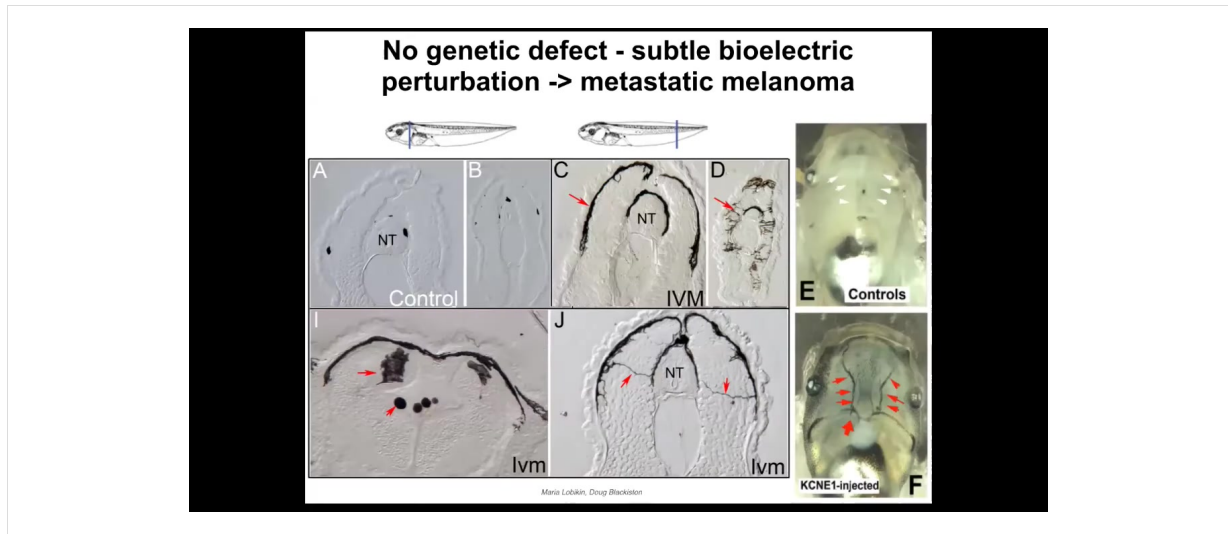 No genetic defect - subtle bioelectric
perturbation -> metastatic melanoma
A
B
C
D
NT
NT
Control
IVM
E
Controls
I
J
NT
Ivm
Ivm
KCNE1-injected
F
Maria Lobikin, Doug Blackiston